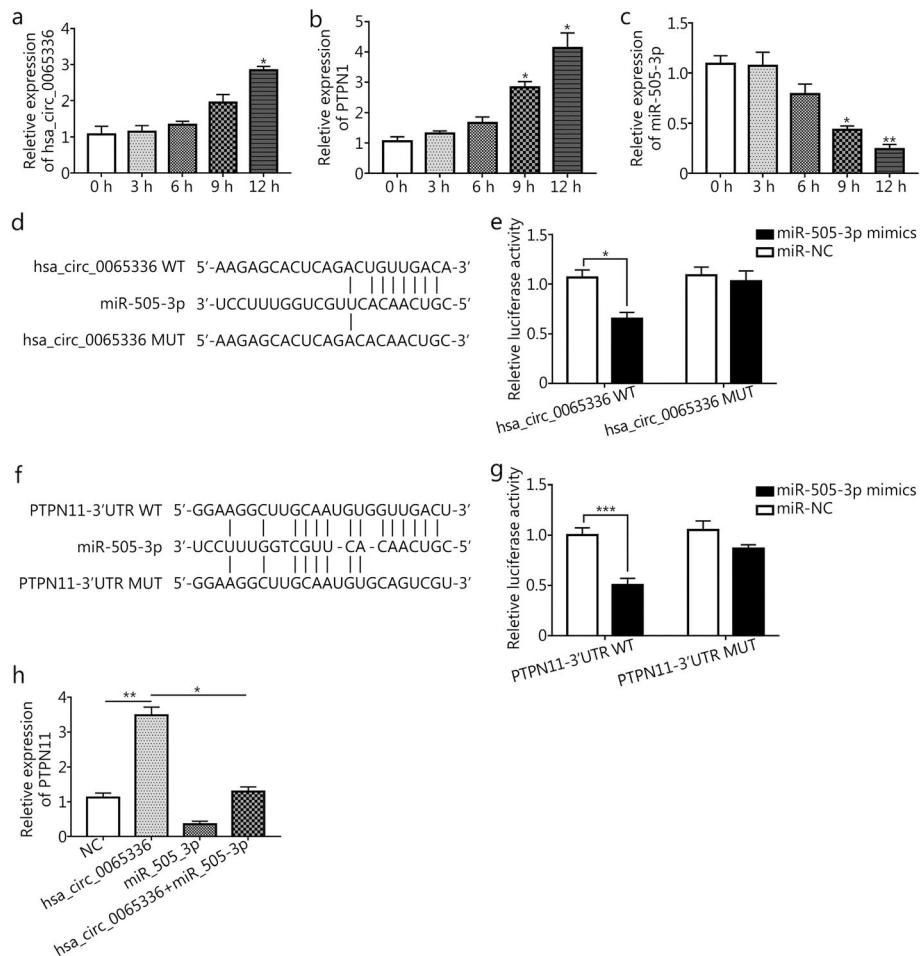 a
Reletive expression
of hsa_circ_0065336
4
3
2
1
0
*
0 h 3 h 6 h 9 h 12 h
b
Reletive expression
of PTPN1
5
4
3
2
1
0
*
*
0 h 3 h 6 h 9 h 12 h
c
Reletive expression
of miR-505-3p
1.5
1.0
0.5
0
*
**
0 h 3 h 6 h 9 h 12 h
d
hsa_circ_0065336 WT 5′-AAGAGCACUCAGACUGUUGACA-3′
miR-505-3p 3′-UCCUUUGGUCGUUCACAACUGC-5′
hsa_circ_0065336 MUT 5′-AAGAGCACUCAGACACAACUGC-3′
e
Reletive luciferase activity
1.5
1.0
0.5
0
*
miR-505-3p mimics
miR-NC
hsa_circ_0065336 WT
hsa_circ_0065336 MUT
f
PTPN11-3′UTR WT 5′-GGAAGGCUUGCAAUGUGGUUGACU-3′
miR-505-3p 3′-UCCUUUGGTCGUU -CA- CAACUGC-5′
PTPN11-3′UTR MUT 5′-GGAAGGCUUGCAAUGUGCAGUCGU-3′
g
Reletive luciferase activity
1.5
1.0
0.5
0
***
miR-505-3p mimics
miR-NC
PTPN11-3′UTR WT
PTPN11-3′UTR MUT
h
Reletive expression
of PTPN11
4
3
2
1
0
**
*
NC
hsa_circ_0065336
miR_505_3p
hsa_circ_0065336+miR_505-3p